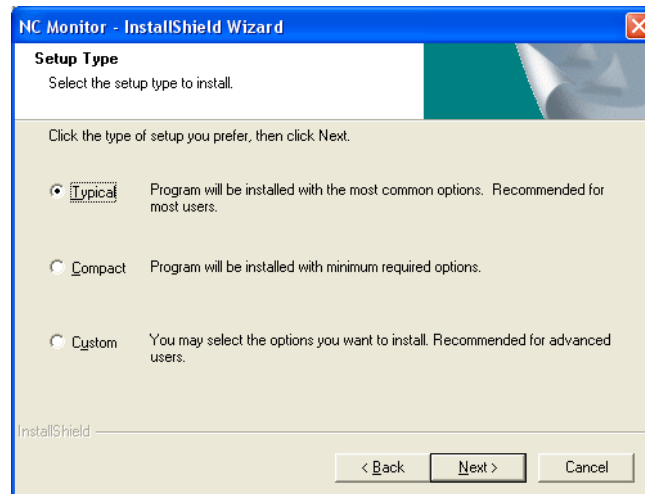 NC Monitor - InstallShield Wizard
Setup Type
Select the setup type to install.
Click the type of setup you prefer, then click Next.
Typical
Program will be installed with the most common options. Recommended for
most users.
Compact
Program will be installed with minimum required options.
Custom
You may select the options you want to install. Recommended for advanced
users.
InstallShield
< Back
Next >
Cancel